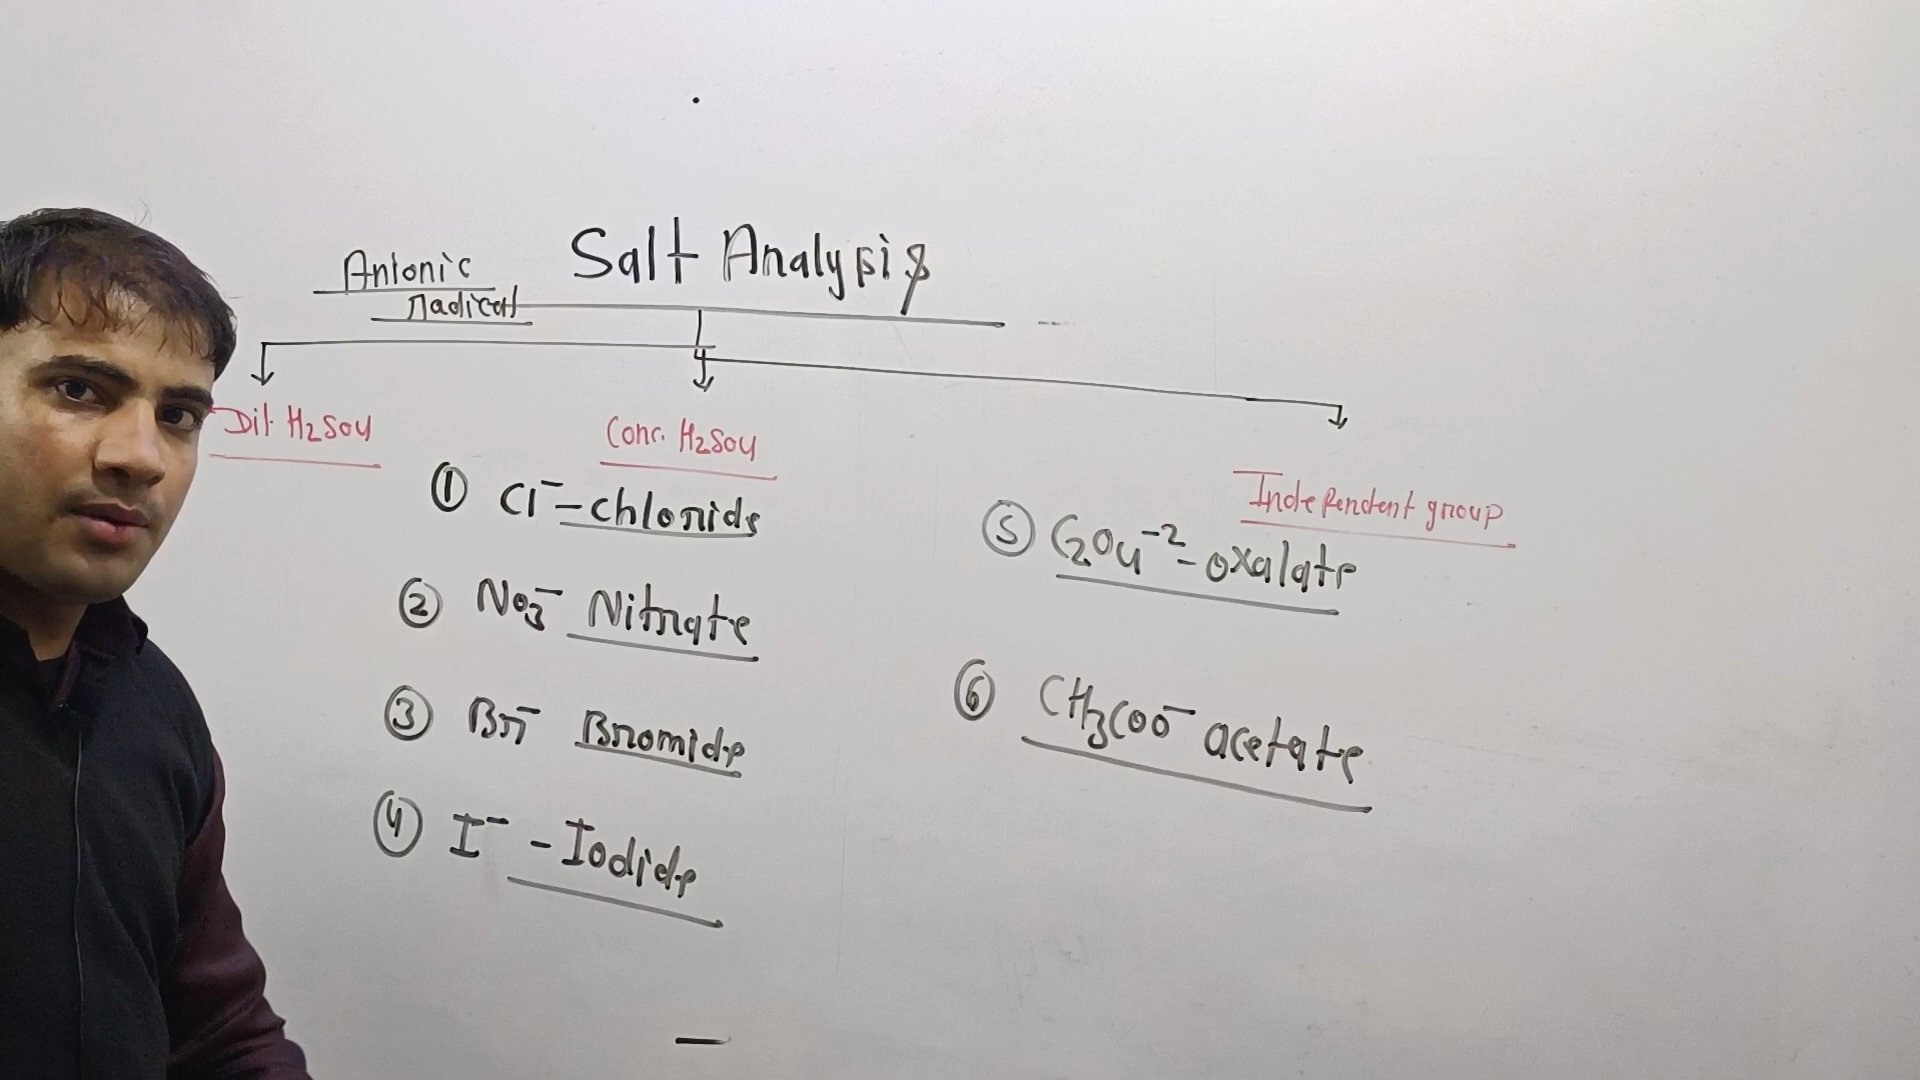 Salt Analysis
Anionic
radical
Dil. H2SO4
Conc. H2SO4
Independent group
① Cl⁻ - chloride
② NO3⁻ Nitrate
③ Br⁻ Bromide
④ I⁻ - Iodide
⑤ C2O4⁻² - oxalate
⑥ CH3COO⁻ acetate